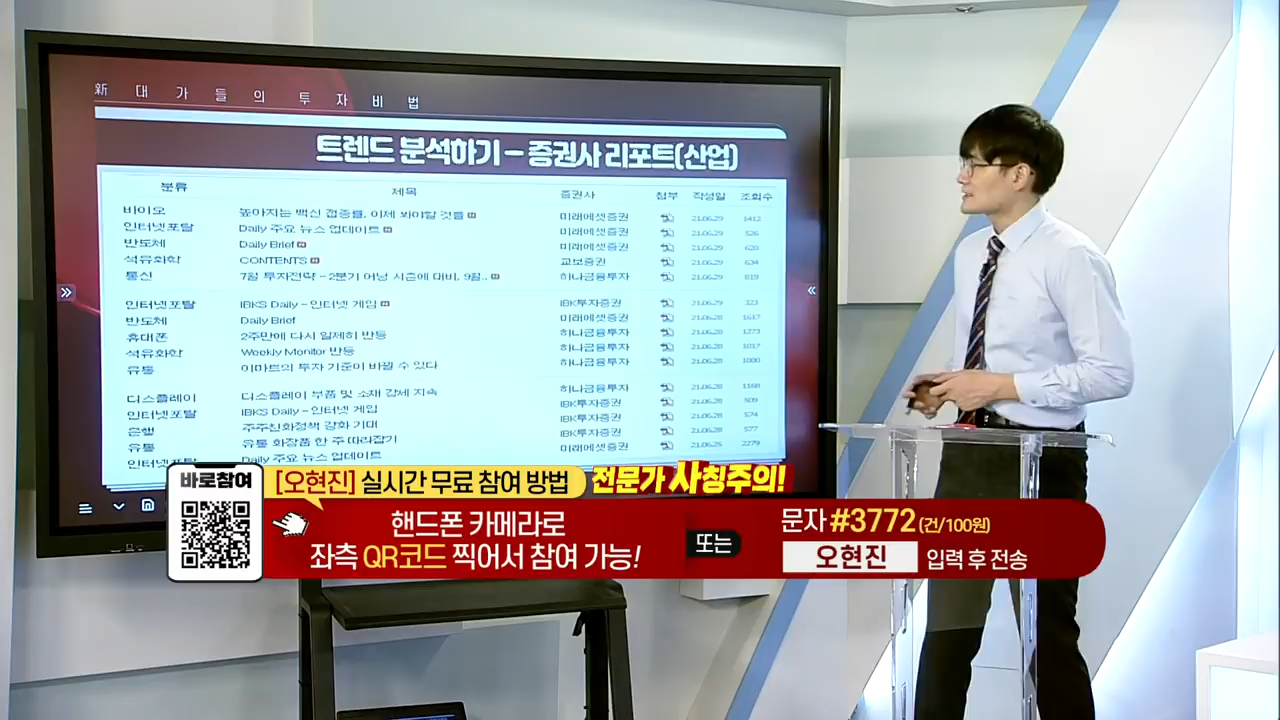 新 대 가 들 의 투 자 비 법
트렌드 분석하기 - 증권사 리포트(산업)
분류 제목 증권사 첨부 작성일 조회수
바이오 높아지는 백신 접종률, 이제 봐야할 것들 미래에셋증권 21.06.29 1412
인터넷포탈 Daily 주요 뉴스 업데이트 미래에셋증권 21.06.29 526
반도체 Daily Brief 미래에셋증권 21.06.29 620
석유화학 CONTENTS 교보증권 21.06.29 634
통신 7월 투자전략 - 2분기 어닝 시즌에 대비, 9월.. 하나금융투자 21.06.29 819
인터넷포탈 IBKS Daily - 인터넷 게임 IBK투자증권 21.06.29 323
반도체 Daily Brief 미래에셋증권 21.06.28 1617
휴대폰 2주만에 다시 일제히 반등 하나금융투자 21.06.28 1273
석유화학 Weekly Monitor 반등 하나금융투자 21.06.28 1017
유통 이마트의 투자 기준이 바뀔 수 있다 하나금융투자 21.06.28
디스플레이 디스플레이 부품 및 소재 강세 지속 하나금융투자 21.06.28 1168
인터넷포탈 IBKS Daily - 인터넷 게임 IBK투자증권 21.06.28 509
은행 주주친화정책 강화 기대 IBK투자증권 21.06.28 574
유통 유통 화장품 한 주 따라잡기 IBK투자증권 21.06.28 577
인터넷포탈 Daily 주요 뉴스 업데이트 미래에셋증권 21.06.25 2279
바로참여
[오현진] 실시간 무료 참여 방법
전문가 사칭주의!
핸드폰 카메라로
좌측 QR코드 찍어서 참여 가능!
또는
문자 #3772 (건/100원)
오현진 입력 후 전송